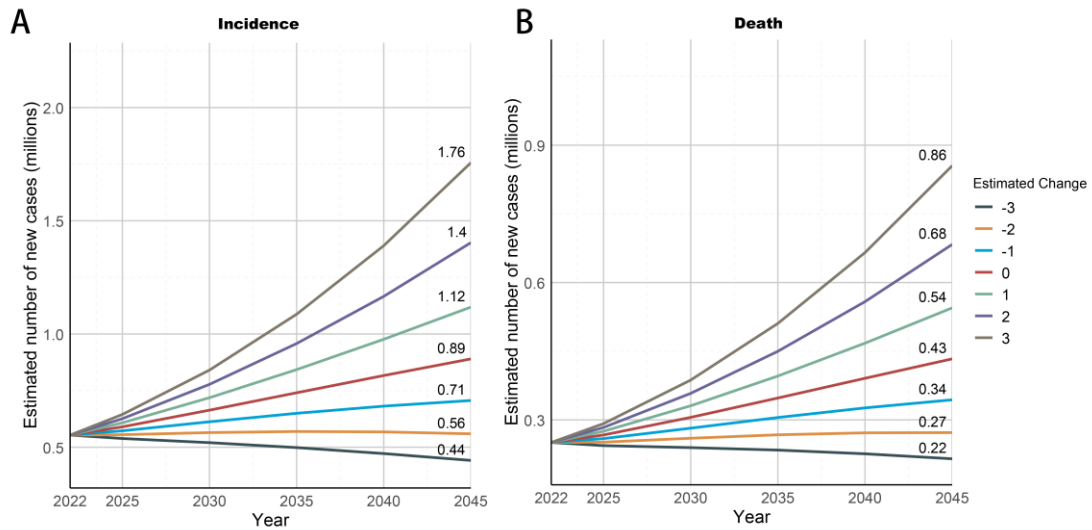 A
Incidence
Estimated number of new cases (millions)
2.0
1.5
1.0
0.5
1.76
1.4
1.12
0.89
0.71
0.56
0.44
2022 2025 2030 2035 2040 2045
Year
B
Death
Estimated number of new cases (millions)
0.9
0.6
0.3
0.86
0.68
0.54
0.43
0.34
0.27
0.22
2022 2025 2030 2035 2040 2045
Year
Estimated Change
-3
-2
-1
0
1
2
3